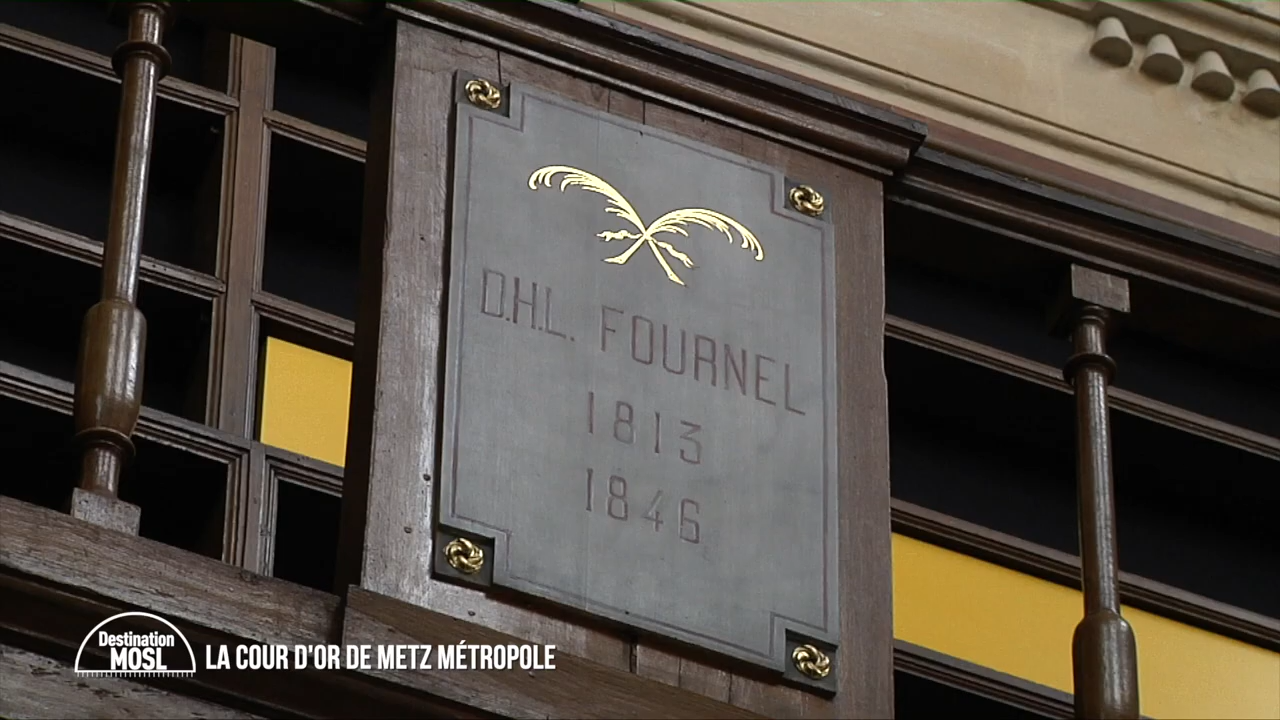 D.H.L. FOURNEL
1813
1846
Destination
MOSL
LA COUR D'OR DE METZ MÉTROPOLE